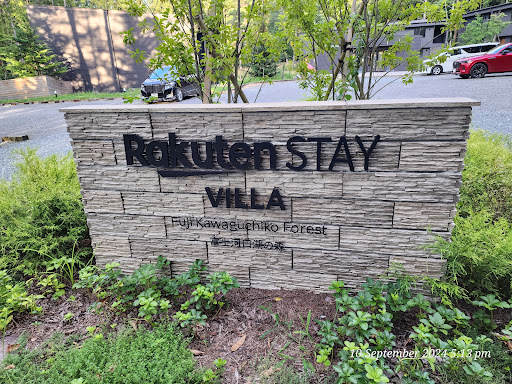 Rakuten STAY
VILLA
Fuji Kawaguchiko Forest
富士河口湖の森
10 September 2024 5:13 pm